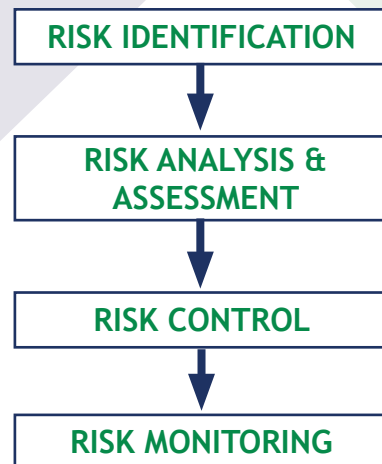 RISK IDENTIFICATION
RISK ANALYSIS &
ASSESSMENT
RISK CONTROL
RISK MONITORING